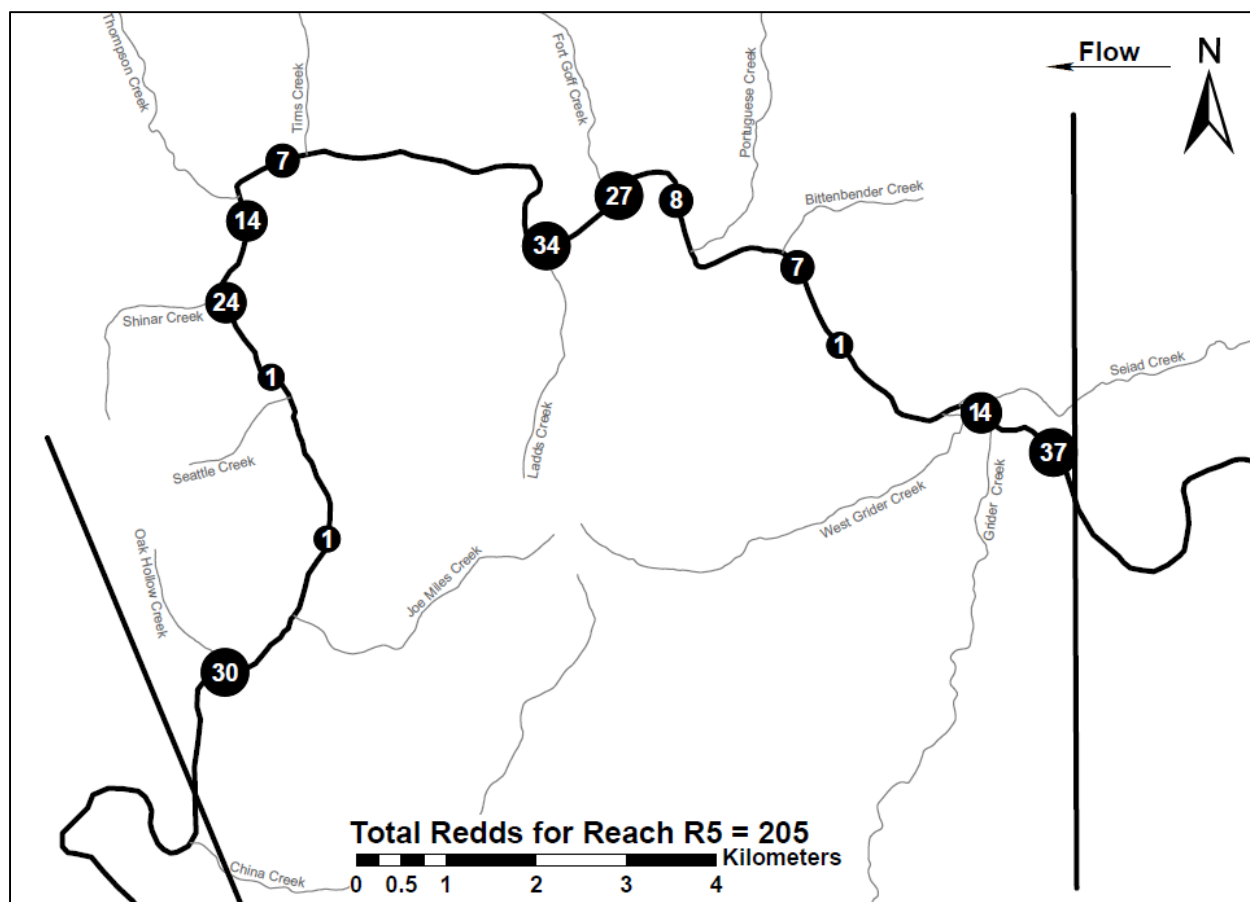 Thompson Creek
Tims Creek
Fort Goff Creek
Portuguese Creek
Flow
N
7
27
8
Bittenbender Creek
14
34
7
24
Shinar Creek
1
1
Seiad Creek
Seattle Creek
Ladds Creek
14
37
West Grider Creek
Grider Creek
1
Oak Hollow Creek
Joe Miles Creek
30
Total Redds for Reach R5 = 205
Kilometers
0 0.5 1 2 3 4
China Creek